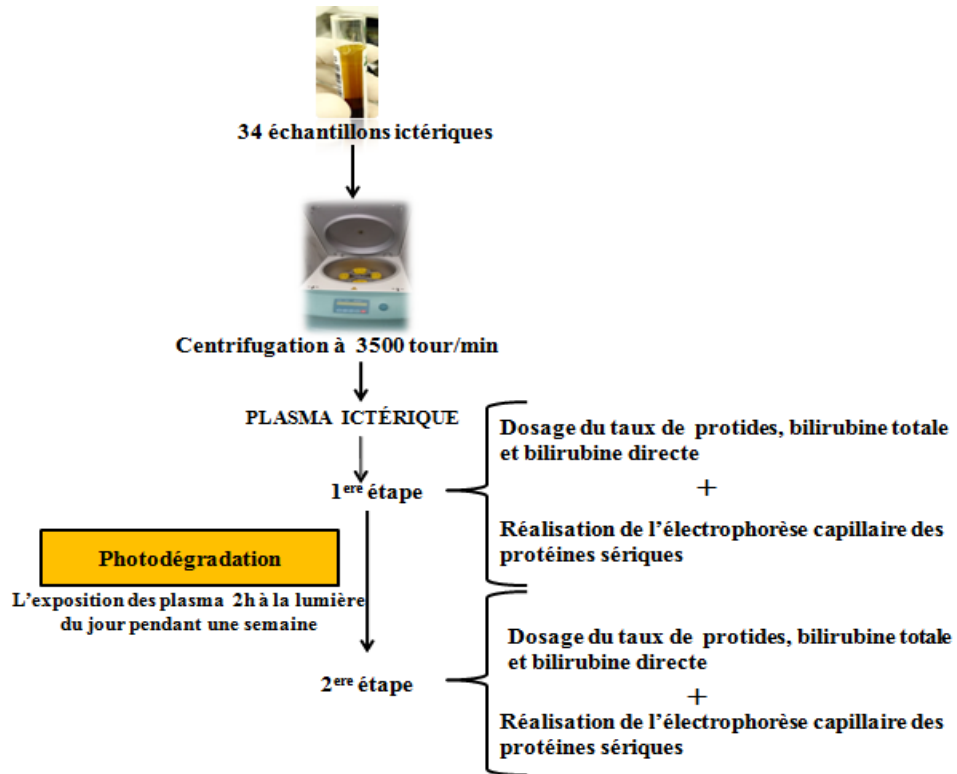 34 échantillons ictériques
Centrifugation à 3500 tour/min
PLASMA ICTÉRIQUE
1ere étape
Dosage du taux de protides, bilirubine totale
et bilirubine directe
+
Réalisation de l'électrophorèse capillaire des
protéines sériques
Photodégradation
L'exposition des plasma 2h à la lumière
du jour pendant une semaine
2ere étape
Dosage du taux de protides, bilirubine totale
et bilirubine directe
+
Réalisation de l'électrophorèse capillaire des
protéines sériques